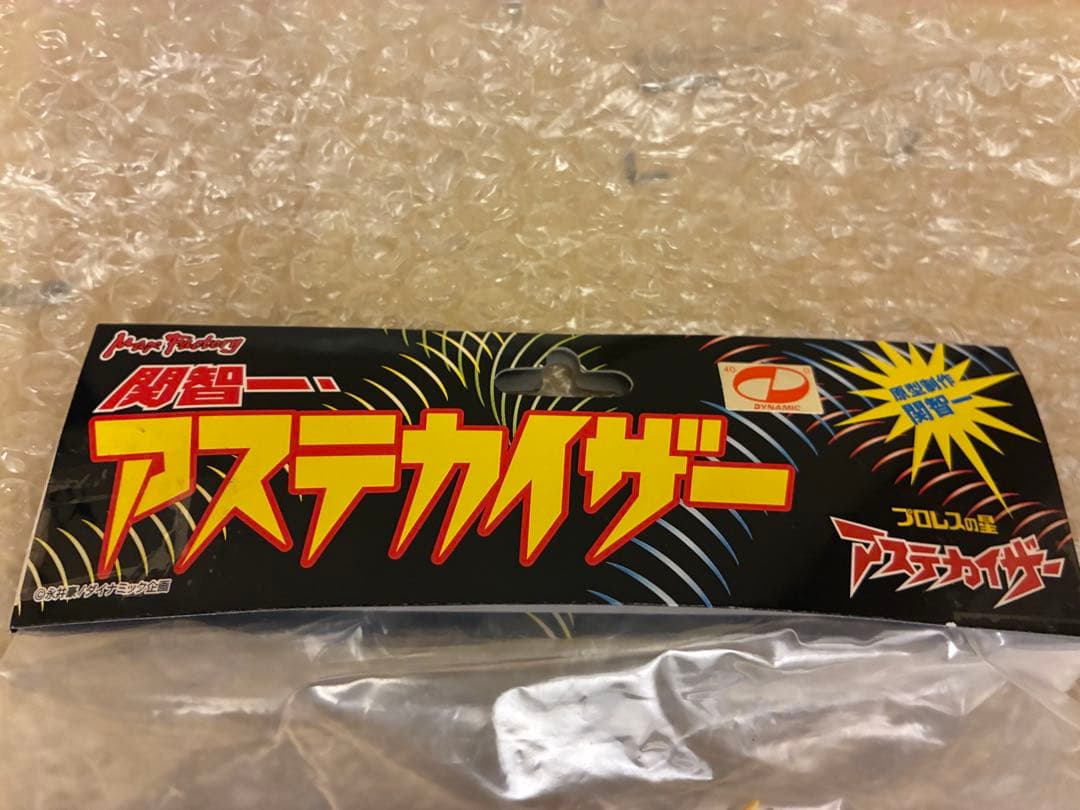 Max Factory
関智一・
アステカイザー
40
DYNAMIC
原型制作
関智一
プロレスの星
アステカイザー
©永井豪/ダイナミック企画